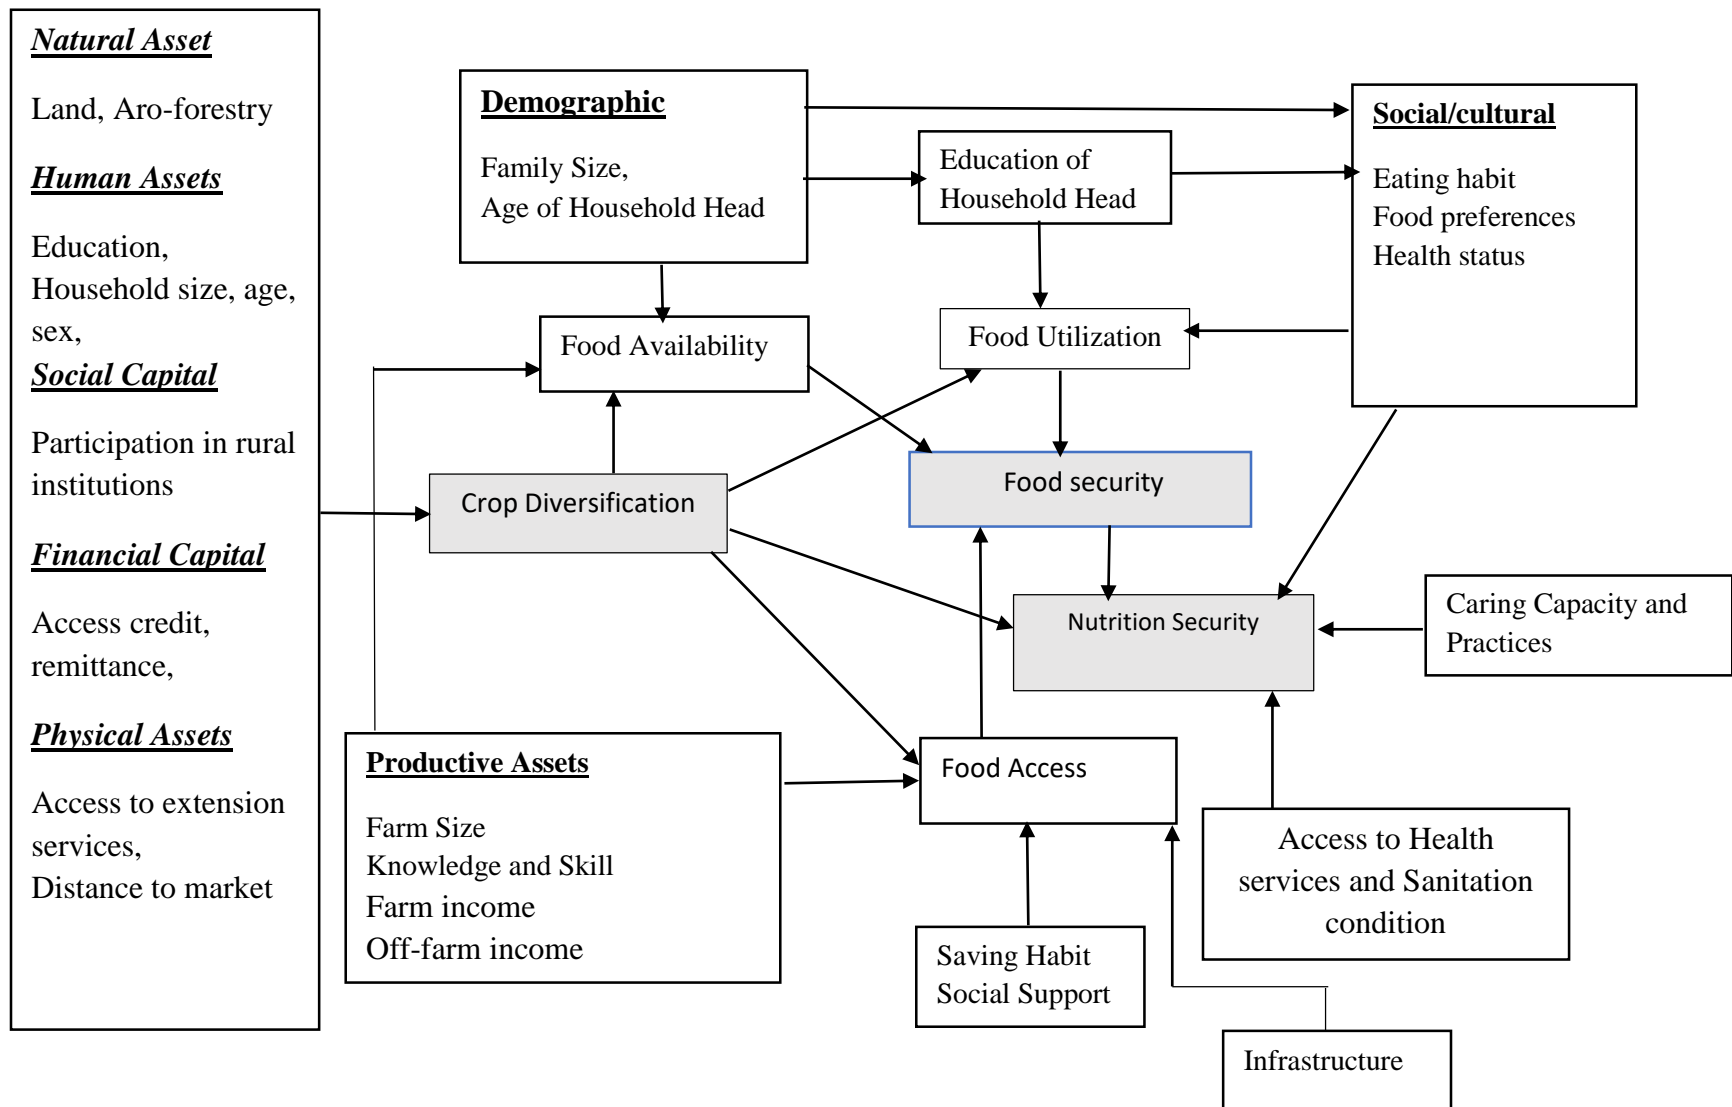 Natural Asset
Land, Aro-forestry
Human Assets
Education,
Household size, age,
sex,
Social Capital
Participation in rural
institutions
Financial Capital
Access credit,
remittance,
Physical Assets
Access to extension
services,
Distance to market
Demographic
Family Size,
Age of Household Head
Education of
Household Head
Social/cultural
Eating habit
Food preferences
Health status
Food Availability
Food Utilization
Crop Diversification
Food security
Nutrition Security
Caring Capacity and
Practices
Productive Assets
Farm Size
Knowledge and Skill
Farm income
Off-farm income
Food Access
Access to Health
services and Sanitation
condition
Saving Habit
Social Support
Infrastructure